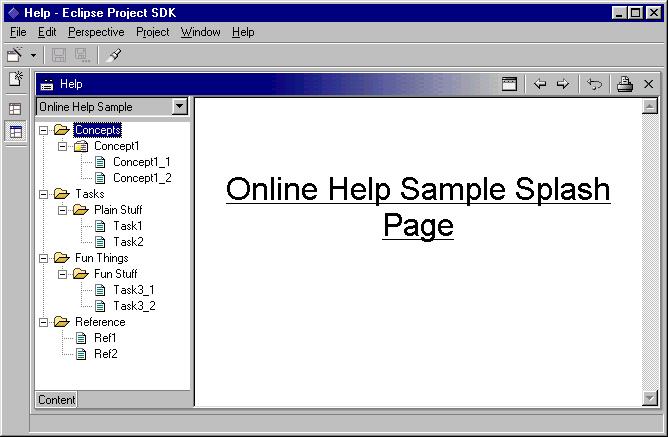 Help - Eclipse Project SDK
File Edit Perspective Project Window Help
Help
Online Help Sample
Concepts
Concept1
Concept1_1
Concept1_2
Tasks
Plain Stuff
Task1
Task2
Fun Things
Fun Stuff
Task3_1
Task3_2
Reference
Ref1
Ref2
Content
Online Help Sample Splash
Page